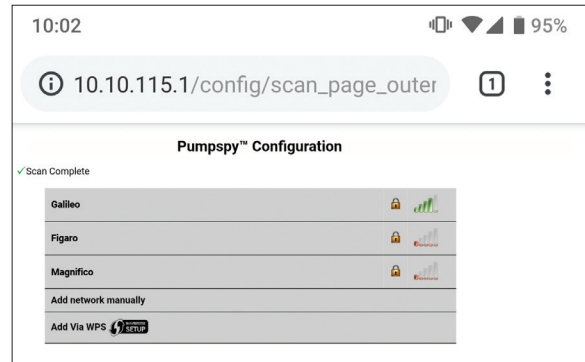 10:02 95%
10.10.115.1/config/scan_page_outer 1
Pumpspy™ Configuration
✓ Scan Complete
Galileo
Figaro
Magnifico
Add network manually
Add Via WPS SETUP